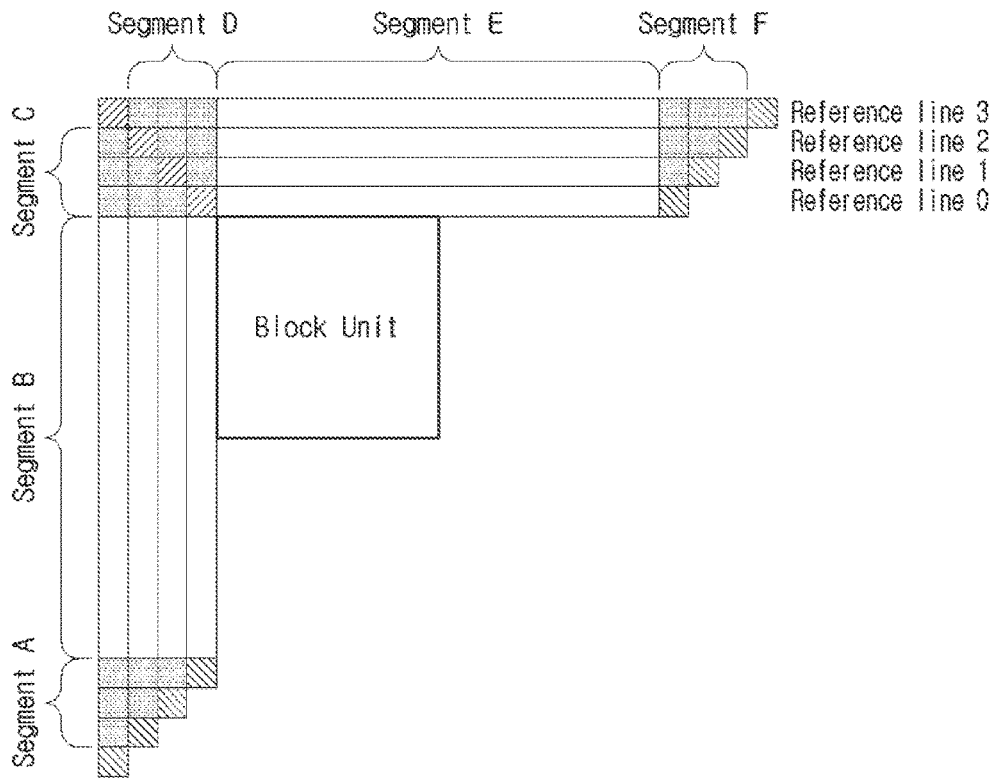 Segment D
Segment E
Segment F
Segment C
Reference line 3
Reference line 2
Reference line 1
Reference line 0
Block Unit
Segment B
Segment A